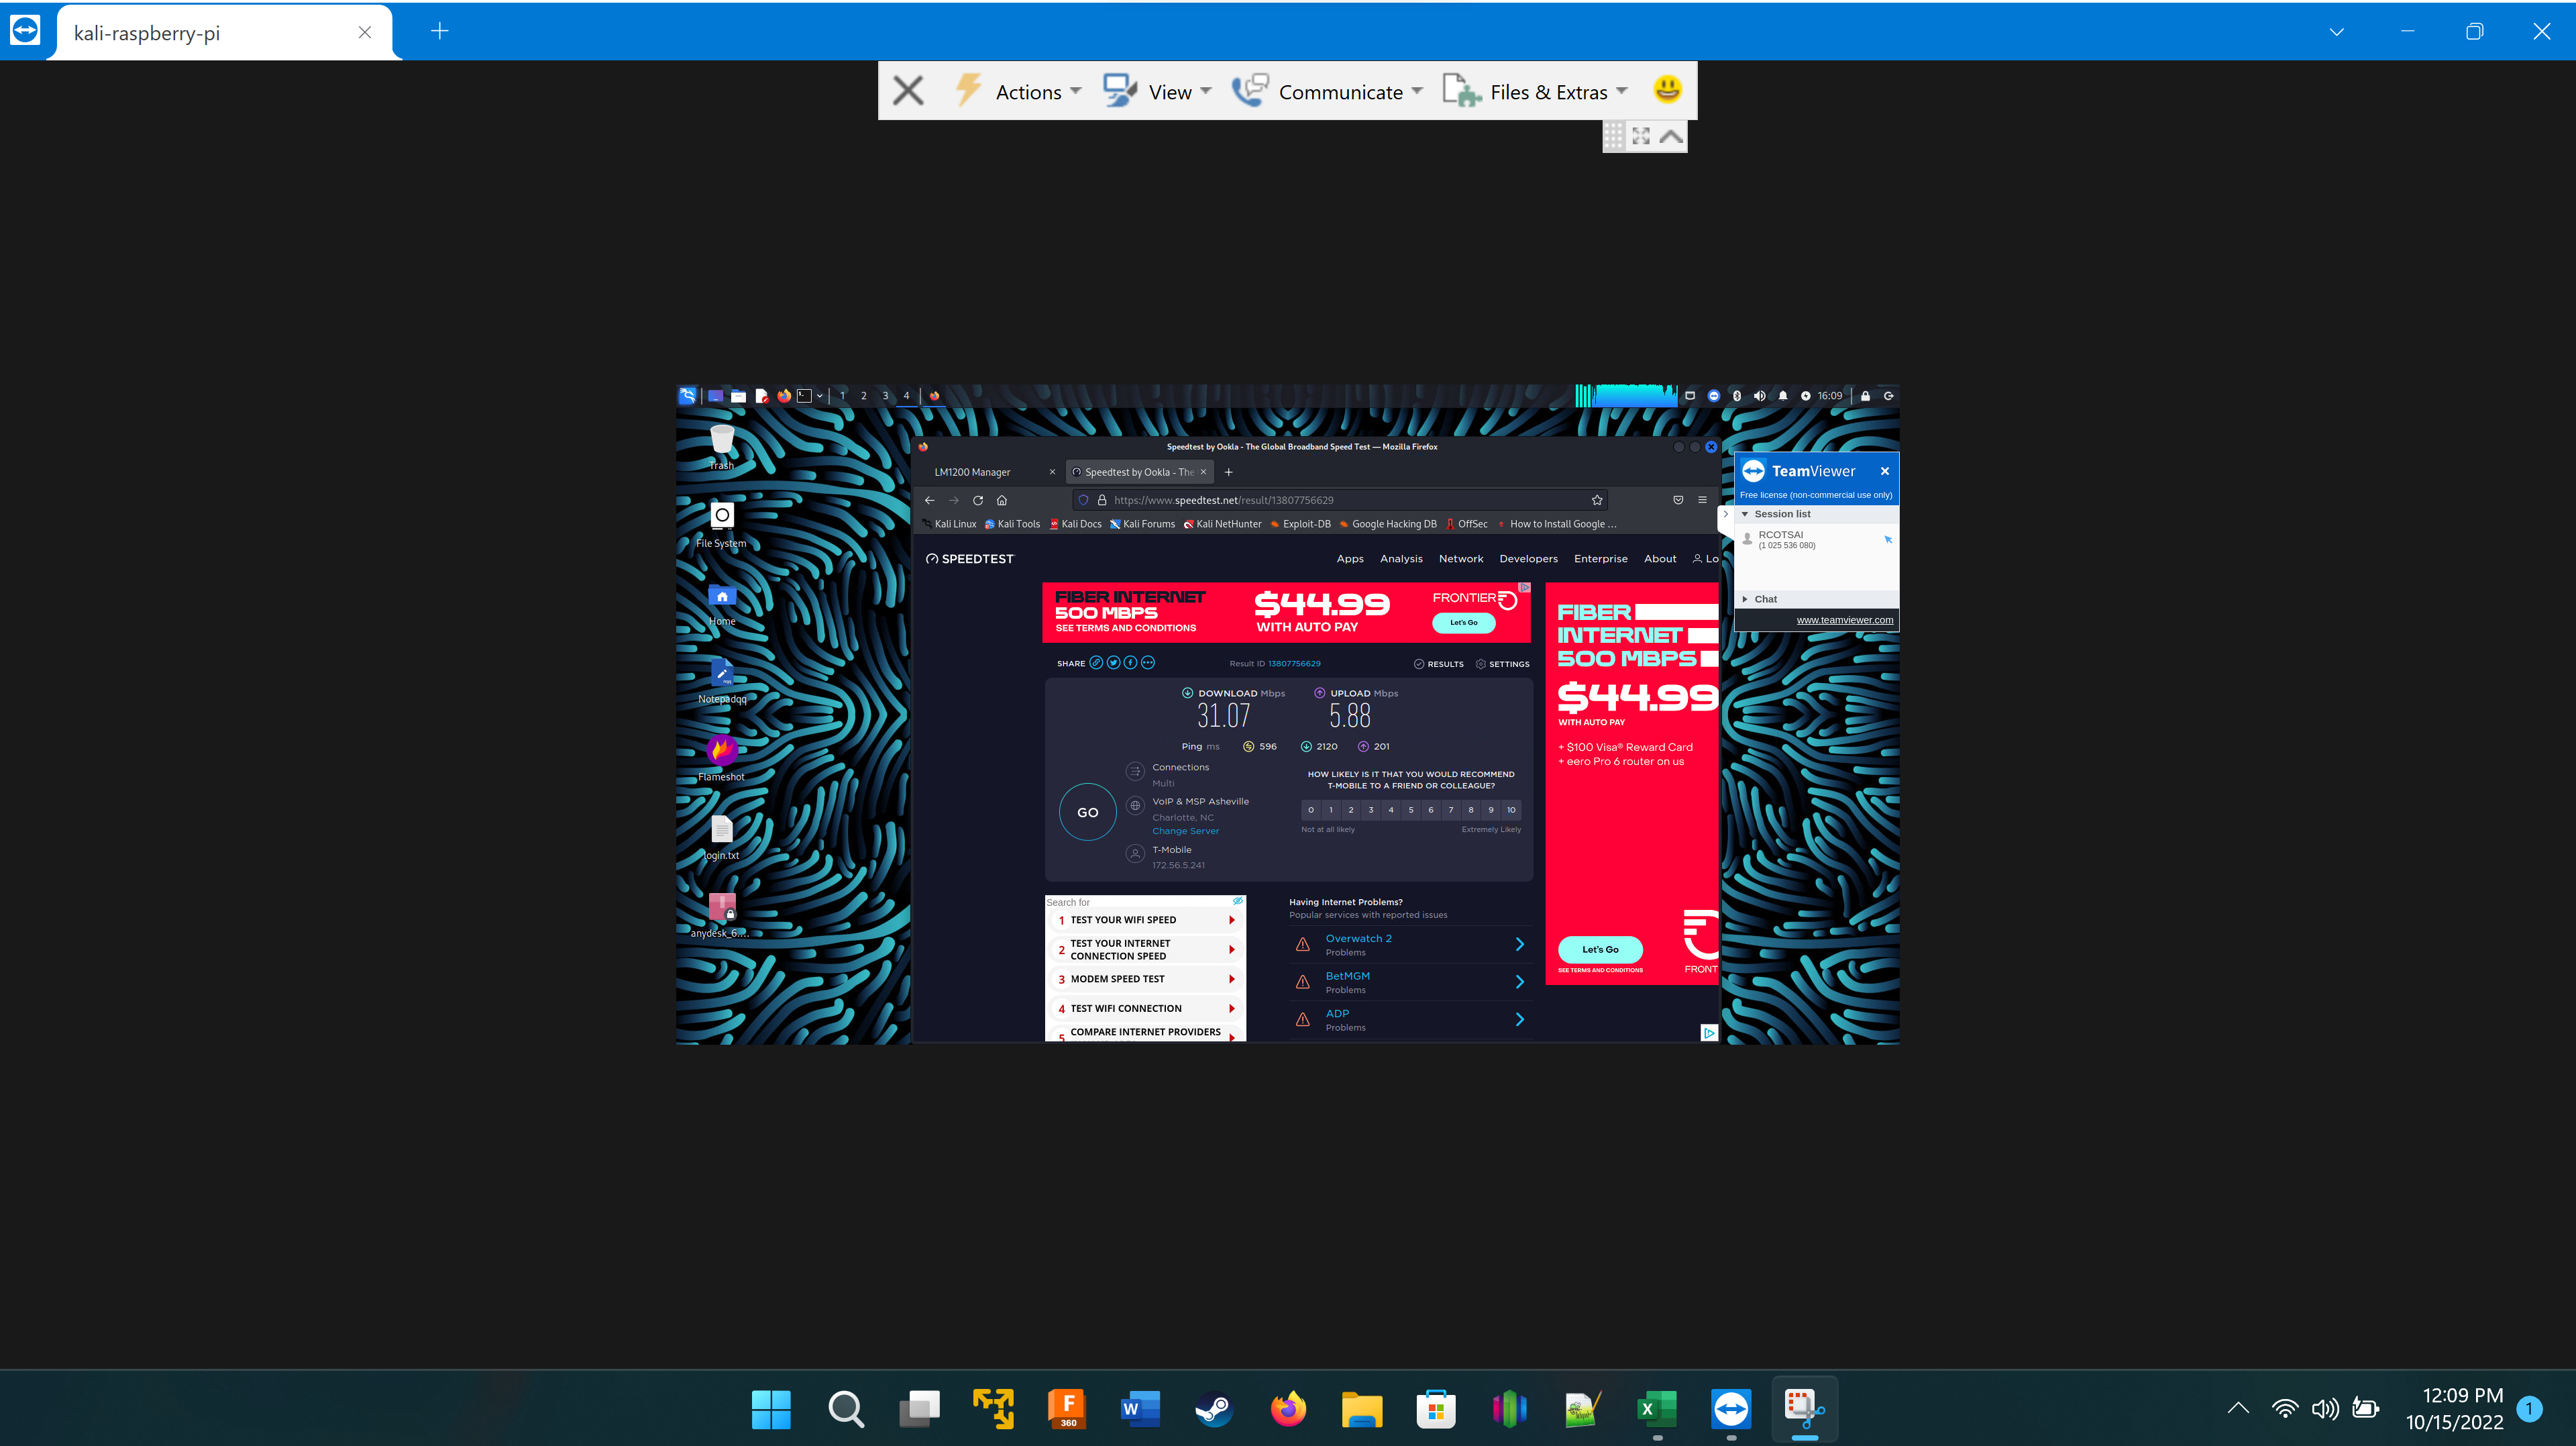 kali-raspberry-pi
Actions
View
Communicate
Files & Extras
1 2 3 4
16:09
Trash
File System
Home
Notepadqq
Flameshot
login.txt
anydesk_6....
Speedtest by Ookla - The Global Broadband Speed Test — Mozilla Firefox
LM1200 Manager
Speedtest by Ookla - The
https://www.speedtest.net/result/13807756629
Kali Linux Kali Tools Kali Docs Kali Forums Kali NetHunter Exploit-DB Google Hacking DB OffSec How to Install Google ...
SPEEDTEST
Apps Analysis Network Developers Enterprise About Lo
FIBER INTERNET
500 MBPS
SEE TERMS AND CONDITIONS
$44.99
WITH AUTO PAY
FRONTIER
Let's Go
SHARE
Result ID 13807756629
RESULTS
SETTINGS
DOWNLOAD Mbps
31.07
UPLOAD Mbps
5.88
Ping ms 596 2120 201
GO
Connections
Multi
VoIP & MSP Asheville
Charlotte, NC
Change Server
T-Mobile
172.56.5.241
HOW LIKELY IS IT THAT YOU WOULD RECOMMEND
T-MOBILE TO A FRIEND OR COLLEAGUE?
0 1 2 3 4 5 6 7 8 9 10
Not at all likely
Extremely Likely
Search for
1 TEST YOUR WIFI SPEED
2 TEST YOUR INTERNET
CONNECTION SPEED
3 MODEM SPEED TEST
4 TEST WIFI CONNECTION
5 COMPARE INTERNET PROVIDERS
Having Internet Problems?
Popular services with reported issues
Overwatch 2
Problems
BetMGM
Problems
ADP
Problems
FIBER
INTERNET
500 MBPS
$44.99
WITH AUTO PAY
+ $100 Visa® Reward Card
+ eero Pro 6 router on us
Let's Go
SEE TERMS AND CONDITIONS
FRONT
TeamViewer
Free license (non-commercial use only)
Session list
RCOTSAI
(1 025 536 080)
Chat
www.teamviewer.com
F
360
W
X
12:09 PM
10/15/2022
1